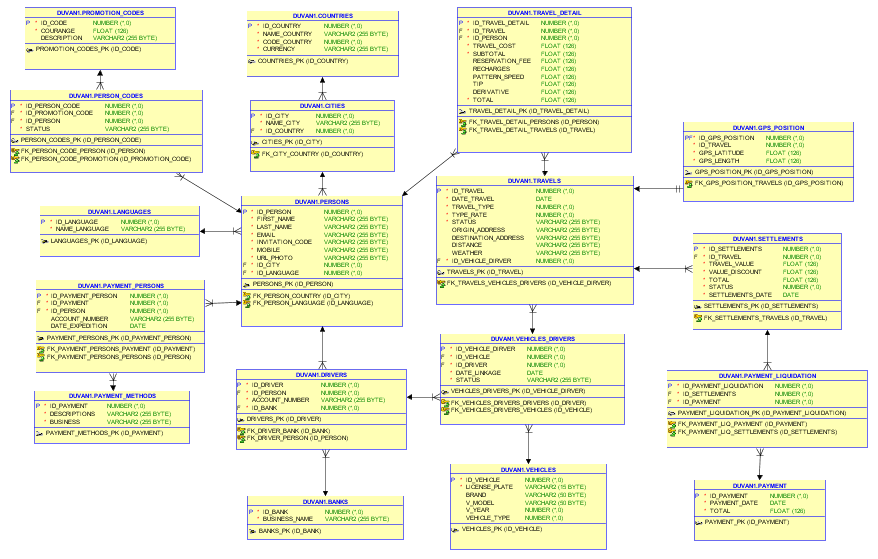 DUVAN1.PROMOTION_CODES
P * ID_CODE NUMBER (*,0)
* COURANGE FLOAT (126)
DESCRIPTION VARCHAR2 (255 BYTE)
PROMOTION_CODES_PK (ID_CODE)
DUVAN1.COUNTRIES
P * ID_COUNTRY NUMBER (*,0)
* NAME_COUNTRY VARCHAR2 (255 BYTE)
* CODE_COUNTRY NUMBER (*,0)
* CURRENCY VARCHAR2 (255 BYTE)
COUNTRIES_PK (ID_COUNTRY)
DUVAN1.TRAVEL_DETAIL
P * ID_TRAVEL_DETAIL NUMBER (*,0)
F * ID_TRAVEL NUMBER (*,0)
F * ID_PERSON NUMBER (*,0)
* TRAVEL_COST FLOAT (126)
* SUBTOTAL FLOAT (126)
RESERVATION_FEE FLOAT (126)
RECHARGES FLOAT (126)
PATTERN_SPEED FLOAT (126)
TIP FLOAT (126)
DERIVATIVE FLOAT (126)
* TOTAL FLOAT (126)
TRAVEL_DETAIL_PK (ID_TRAVEL_DETAIL)
FK_TRAVEL_DETAIL_PERSONS (ID_PERSON)
FK_TRAVEL_DETAIL_TRAVELS (ID_TRAVEL)
DUVAN1.PERSON_CODES
P * ID_PERSON_CODE NUMBER (*,0)
F * ID_PROMOTION_CODE NUMBER (*,0)
F * ID_PERSON NUMBER (*,0)
* STATUS VARCHAR2 (255 BYTE)
PERSON_CODES_PK (ID_PERSON_CODE)
FK_PERSON_CODE_PERSON (ID_PERSON)
FK_PERSON_CODE_PROMOTION (ID_PROMOTION_CODE)
DUVAN1.CITIES
P * ID_CITY NUMBER (*,0)
* NAME_CITY VARCHAR2 (255 BYTE)
F * ID_COUNTRY NUMBER (*,0)
CITIES_PK (ID_CITY)
FK_CITY_COUNTRY (ID_COUNTRY)
DUVAN1.GPS_POSITION
PF* ID_GPS_POSITION NUMBER (*,0)
* ID_TRAVEL NUMBER (*,0)
* GPS_LATITUDE FLOAT (126)
* GPS_LENGTH FLOAT (126)
GPS_POSITION_PK (ID_GPS_POSITION)
FK_GPS_POSITION_TRAVELS (ID_GPS_POSITION)
DUVAN1.LANGUAGES
P * ID_LANGUAGE NUMBER (*,0)
* NAME_LANGUAGE VARCHAR2 (255 BYTE)
LANGUAGES_PK (ID_LANGUAGE)
DUVAN1.PERSONS
P * ID_PERSON NUMBER (*,0)
* FIRST_NAME VARCHAR2 (255 BYTE)
* LAST_NAME VARCHAR2 (255 BYTE)
* EMAIL VARCHAR2 (255 BYTE)
* INVITATION_CODE VARCHAR2 (255 BYTE)
* MOBILE VARCHAR2 (255 BYTE)
* URL_PHOTO VARCHAR2 (255 BYTE)
F * ID_CITY NUMBER (*,0)
F * ID_LANGUAGE NUMBER (*,0)
PERSONS_PK (ID_PERSON)
FK_PERSON_COUNTRY (ID_CITY)
FK_PERSON_LANGUAGE (ID_LANGUAGE)
DUVAN1.TRAVELS
P * ID_TRAVEL NUMBER (*,0)
* DATE_TRAVEL DATE
* TRAVEL_TYPE NUMBER (*,0)
* TYPE_RATE NUMBER (*,0)
* STATUS VARCHAR2 (255 BYTE)
ORIGIN_ADDRESS VARCHAR2 (255 BYTE)
DESTINATION_ADDRESS VARCHAR2 (255 BYTE)
DISTANCE VARCHAR2 (255 BYTE)
WEATHER VARCHAR2 (255 BYTE)
F * ID_VEHICLE_DIRVER NUMBER (*,0)
TRAVELS_PK (ID_TRAVEL)
FK_TRAVELS_VEHICLES_DRIVERS (ID_VEHICLE_DIRVER)
DUVAN1.SETTLEMENTS
P * ID_SETTLEMENTS NUMBER (*,0)
F * ID_TRAVEL NUMBER (*,0)
* TRAVEL_VALUE FLOAT (126)
* VALUE_DISCOUNT FLOAT (126)
* TOTAL FLOAT (126)
* STATUS NUMBER (*,0)
* SETTLEMENTS_DATE DATE
SETTLEMENTS_PK (ID_SETTLEMENTS)
FK_SETTLEMENTS_TRAVELS (ID_TRAVEL)
DUVAN1.PAYMENT_PERSONS
P * ID_PAYMENT_PERSON NUMBER (*,0)
F * ID_PAYMENT NUMBER (*,0)
F * ID_PERSON NUMBER (*,0)
ACCOUNT_NUMBER VARCHAR2 (255 BYTE)
DATE_EXPEDITION DATE
PAYMENT_PERSONS_PK (ID_PAYMENT_PERSON)
FK_PAYMENT_PERSONS_PAYMENT (ID_PAYMENT)
FK_PAYMENT_PERSONS_PERSONS (ID_PERSON)
DUVAN1.PAYMENT_METHODS
P * ID_PAYMENT NUMBER (*,0)
* DESCRIPTIONS VARCHAR2 (255 BYTE)
* BUSINESS VARCHAR2 (255 BYTE)
PAYMENT_METHODS_PK (ID_PAYMENT)
DUVAN1.DRIVERS
P * ID_DRIVER NUMBER (*,0)
F * ID_PERSON NUMBER (*,0)
* ACCOUNT_NUMBER VARCHAR2 (255 BYTE)
F * ID_BANK NUMBER (*,0)
DRIVERS_PK (ID_DRIVER)
FK_DRIVER_BANK (ID_BANK)
FK_DRIVER_PERSON (ID_PERSON)
DUVAN1.VEHICLES_DRIVERS
P * ID_VEHICLE_DIRVER NUMBER (*,0)
F * ID_VEHICLE NUMBER (*,0)
F * ID_DRIVER NUMBER (*,0)
* DATE_LINKAGE DATE
* STATUS VARCHAR2 (255 BYTE)
VEHICLES_DRIVERS_PK (ID_VEHICLE_DIRVER)
FK_VEHICLES_DRIVERS_DRIVERS (ID_DRIVER)
FK_VEHICLES_DRIVERS_VEHICLES (ID_VEHICLE)
DUVAN1.PAYMENT_LIQUIDATION
P * ID_PAYMENT_LIQUIDATION NUMBER (*,0)
F * ID_SETTLEMENTS NUMBER (*,0)
F * ID_PAYMENT NUMBER (*,0)
PAYMENT_LIQUIDATION_PK (ID_PAYMENT_LIQUIDATION)
FK_PAYMENT_LIQ_PAYMENT (ID_PAYMENT)
FK_PAYMENT_LIQ_SETTLEMENTS (ID_SETTLEMENTS)
DUVAN1.BANKS
P * ID_BANK NUMBER (*,0)
* BUSINESS_NAME VARCHAR2 (255 BYTE)
BANKS_PK (ID_BANK)
DUVAN1.VEHICLES
P * ID_VEHICLE NUMBER (*,0)
* LICENSE_PLATE VARCHAR2 (15 BYTE)
BRAND VARCHAR2 (50 BYTE)
V_MODEL VARCHAR2 (50 BYTE)
V_YEAR NUMBER (*,0)
VEHICLE_TYPE NUMBER (*,0)
VEHICLES_PK (ID_VEHICLE)
DUVAN1.PAYMENT
P * ID_PAYMENT NUMBER (*,0)
* PAYMENT_DATE DATE
* TOTAL FLOAT (126)
PAYMENT_PK (ID_PAYMENT)